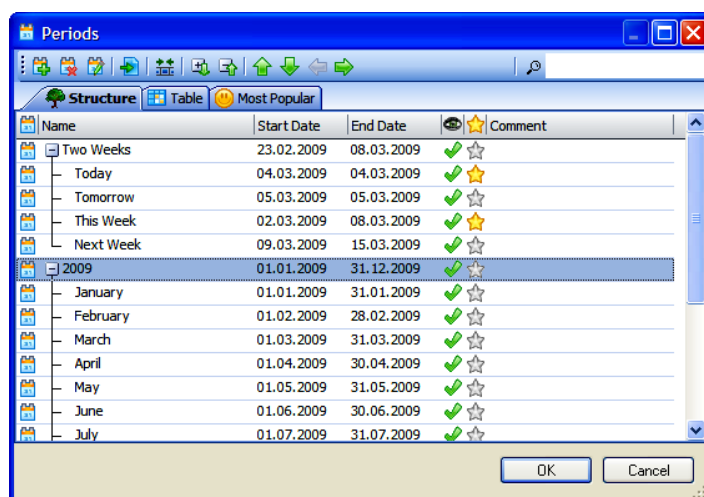 Periods
Structure Table Most Popular
Name Start Date End Date Comment
Two Weeks 23.02.2009 08.03.2009
Today 04.03.2009 04.03.2009
Tomorrow 05.03.2009 05.03.2009
This Week 02.03.2009 08.03.2009
Next Week 09.03.2009 15.03.2009
2009 01.01.2009 31.12.2009
January 01.01.2009 31.01.2009
February 01.02.2009 28.02.2009
March 01.03.2009 31.03.2009
April 01.04.2009 30.04.2009
May 01.05.2009 31.05.2009
June 01.06.2009 30.06.2009
July 01.07.2009 31.07.2009
OK Cancel